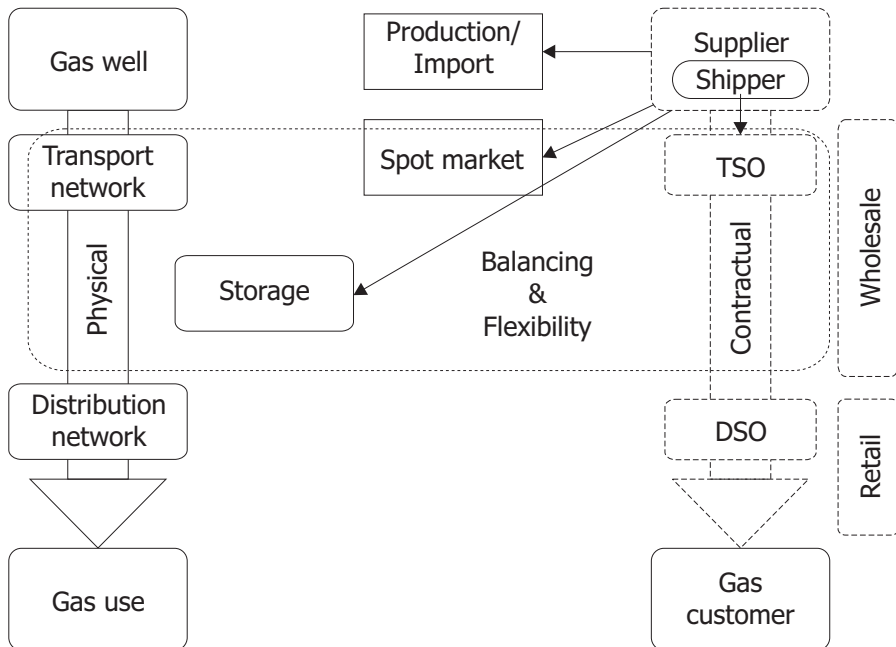 Gas well
Production/
Import
Supplier
Shipper
Transport
network
Spot market
TSO
Physical
Storage
Balancing
&
Flexibility
Contractual
Wholesale
Distribution
network
DSO
Retail
Gas use
Gas
customer